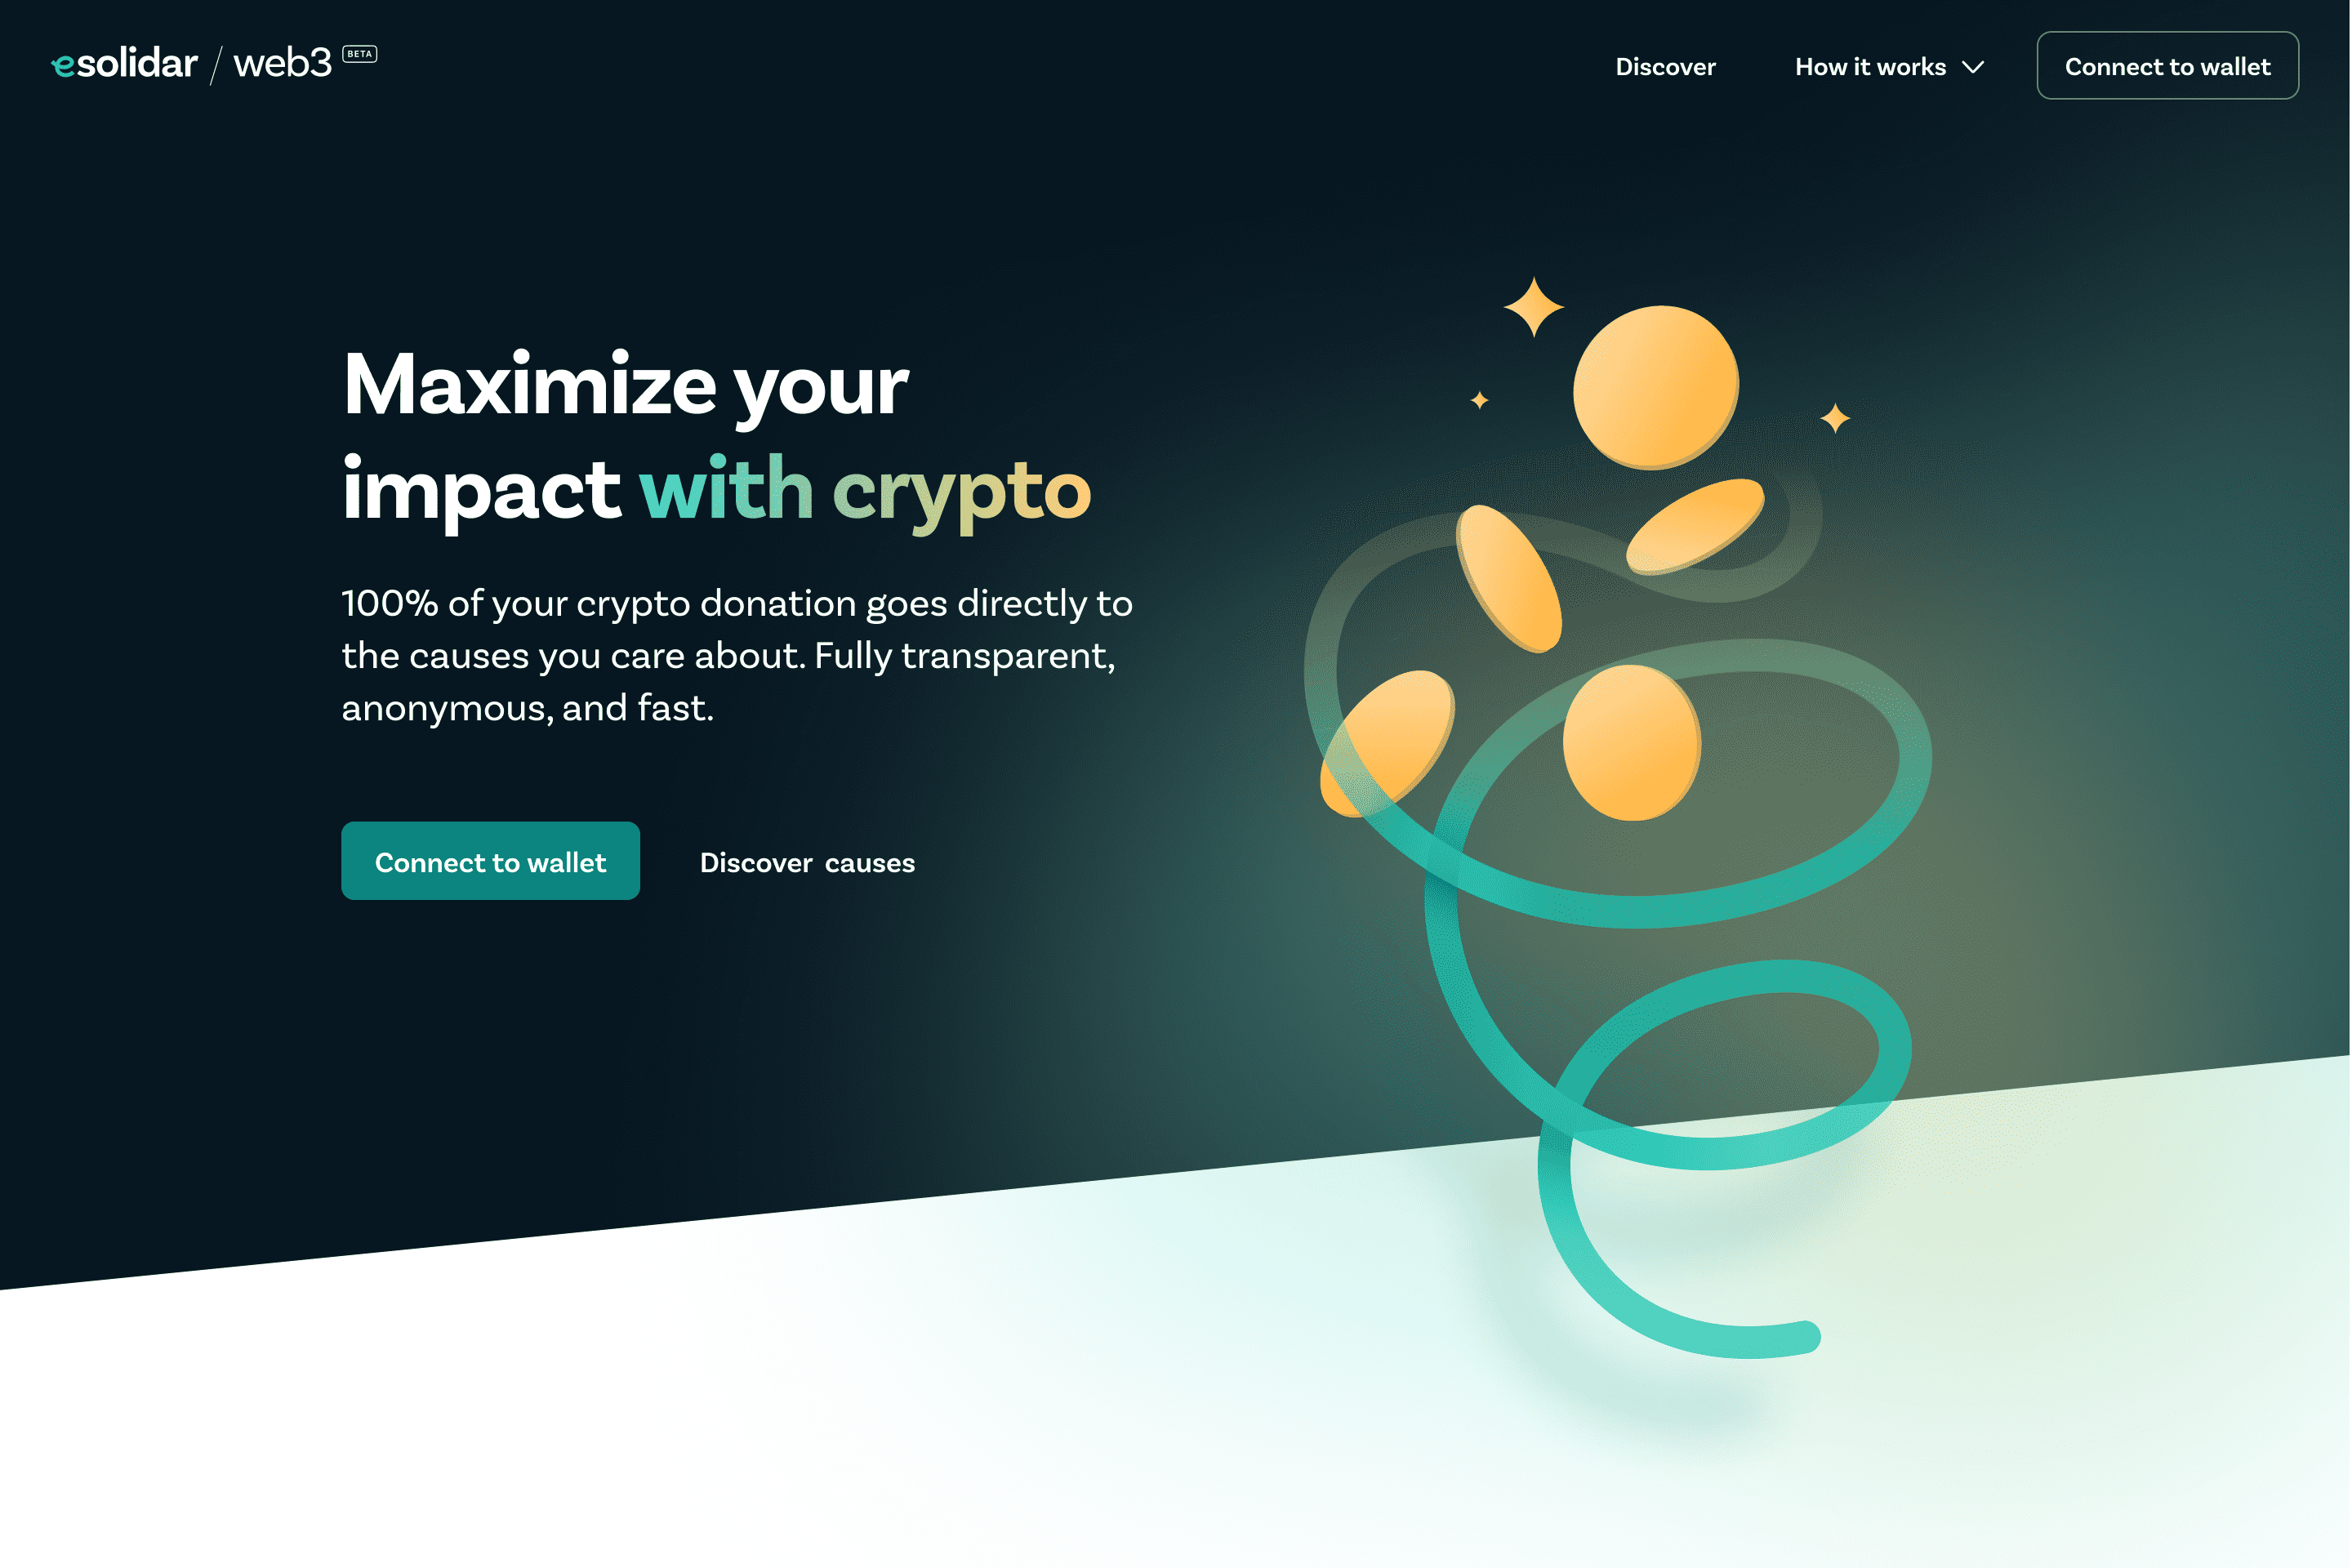 esolidar / web3 BETA
Discover
How it works
Connect to wallet
Maximize your
impact with crypto
100% of your crypto donation goes directly to
the causes you care about. Fully transparent,
anonymous, and fast.
Connect to wallet
Discover causes